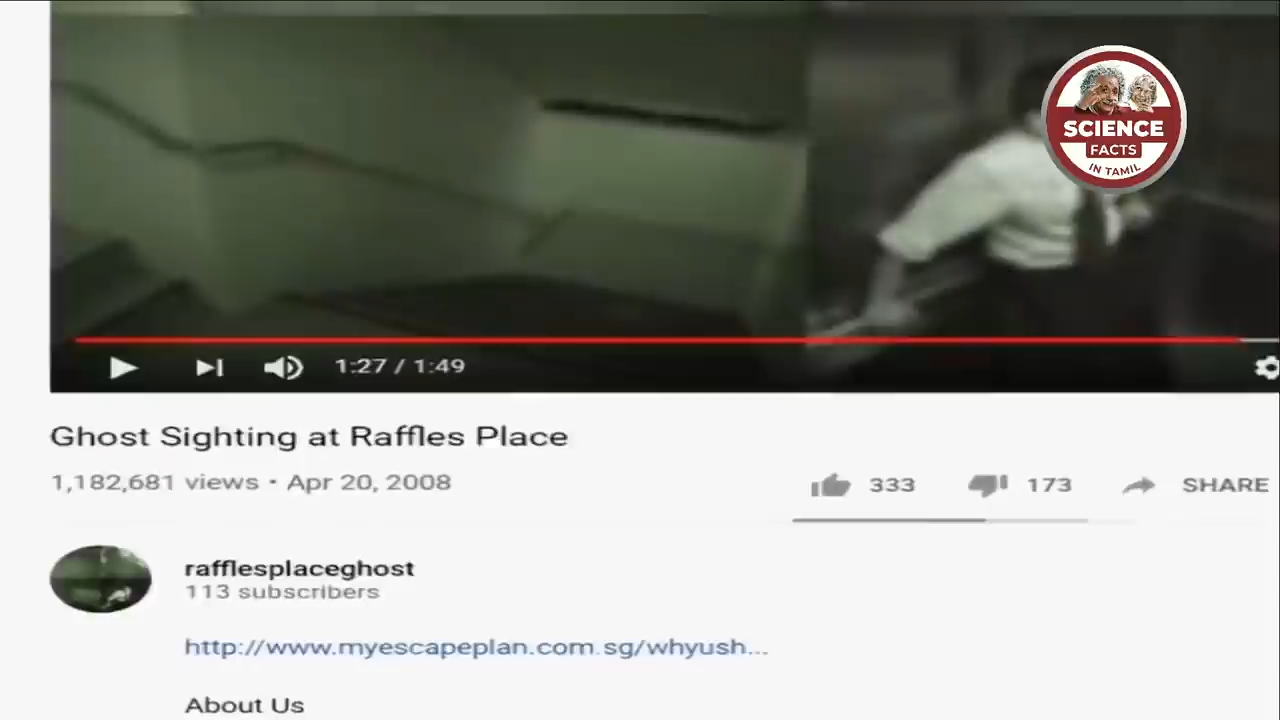 SCIENCE
FACTS
IN TAMIL
1:27 / 1:49
Ghost Sighting at Raffles Place
1,182,681 views • Apr 20, 2008
333
173
SHARE
rafflesplaceghost
113 subscribers
http://www.myescapeplan.com.sg/whyush...
About Us